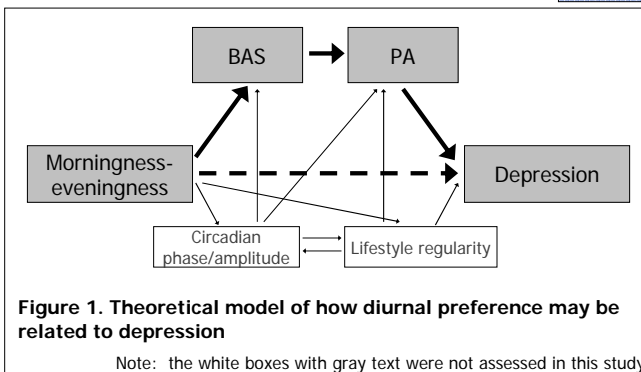 BAS
PA
Morningness-
eveningness
Depression
Circadian
phase/amplitude
Lifestyle regularity
Figure 1. Theoretical model of how diurnal preference may be
related to depression
Note: the white boxes with gray text were not assessed in this study